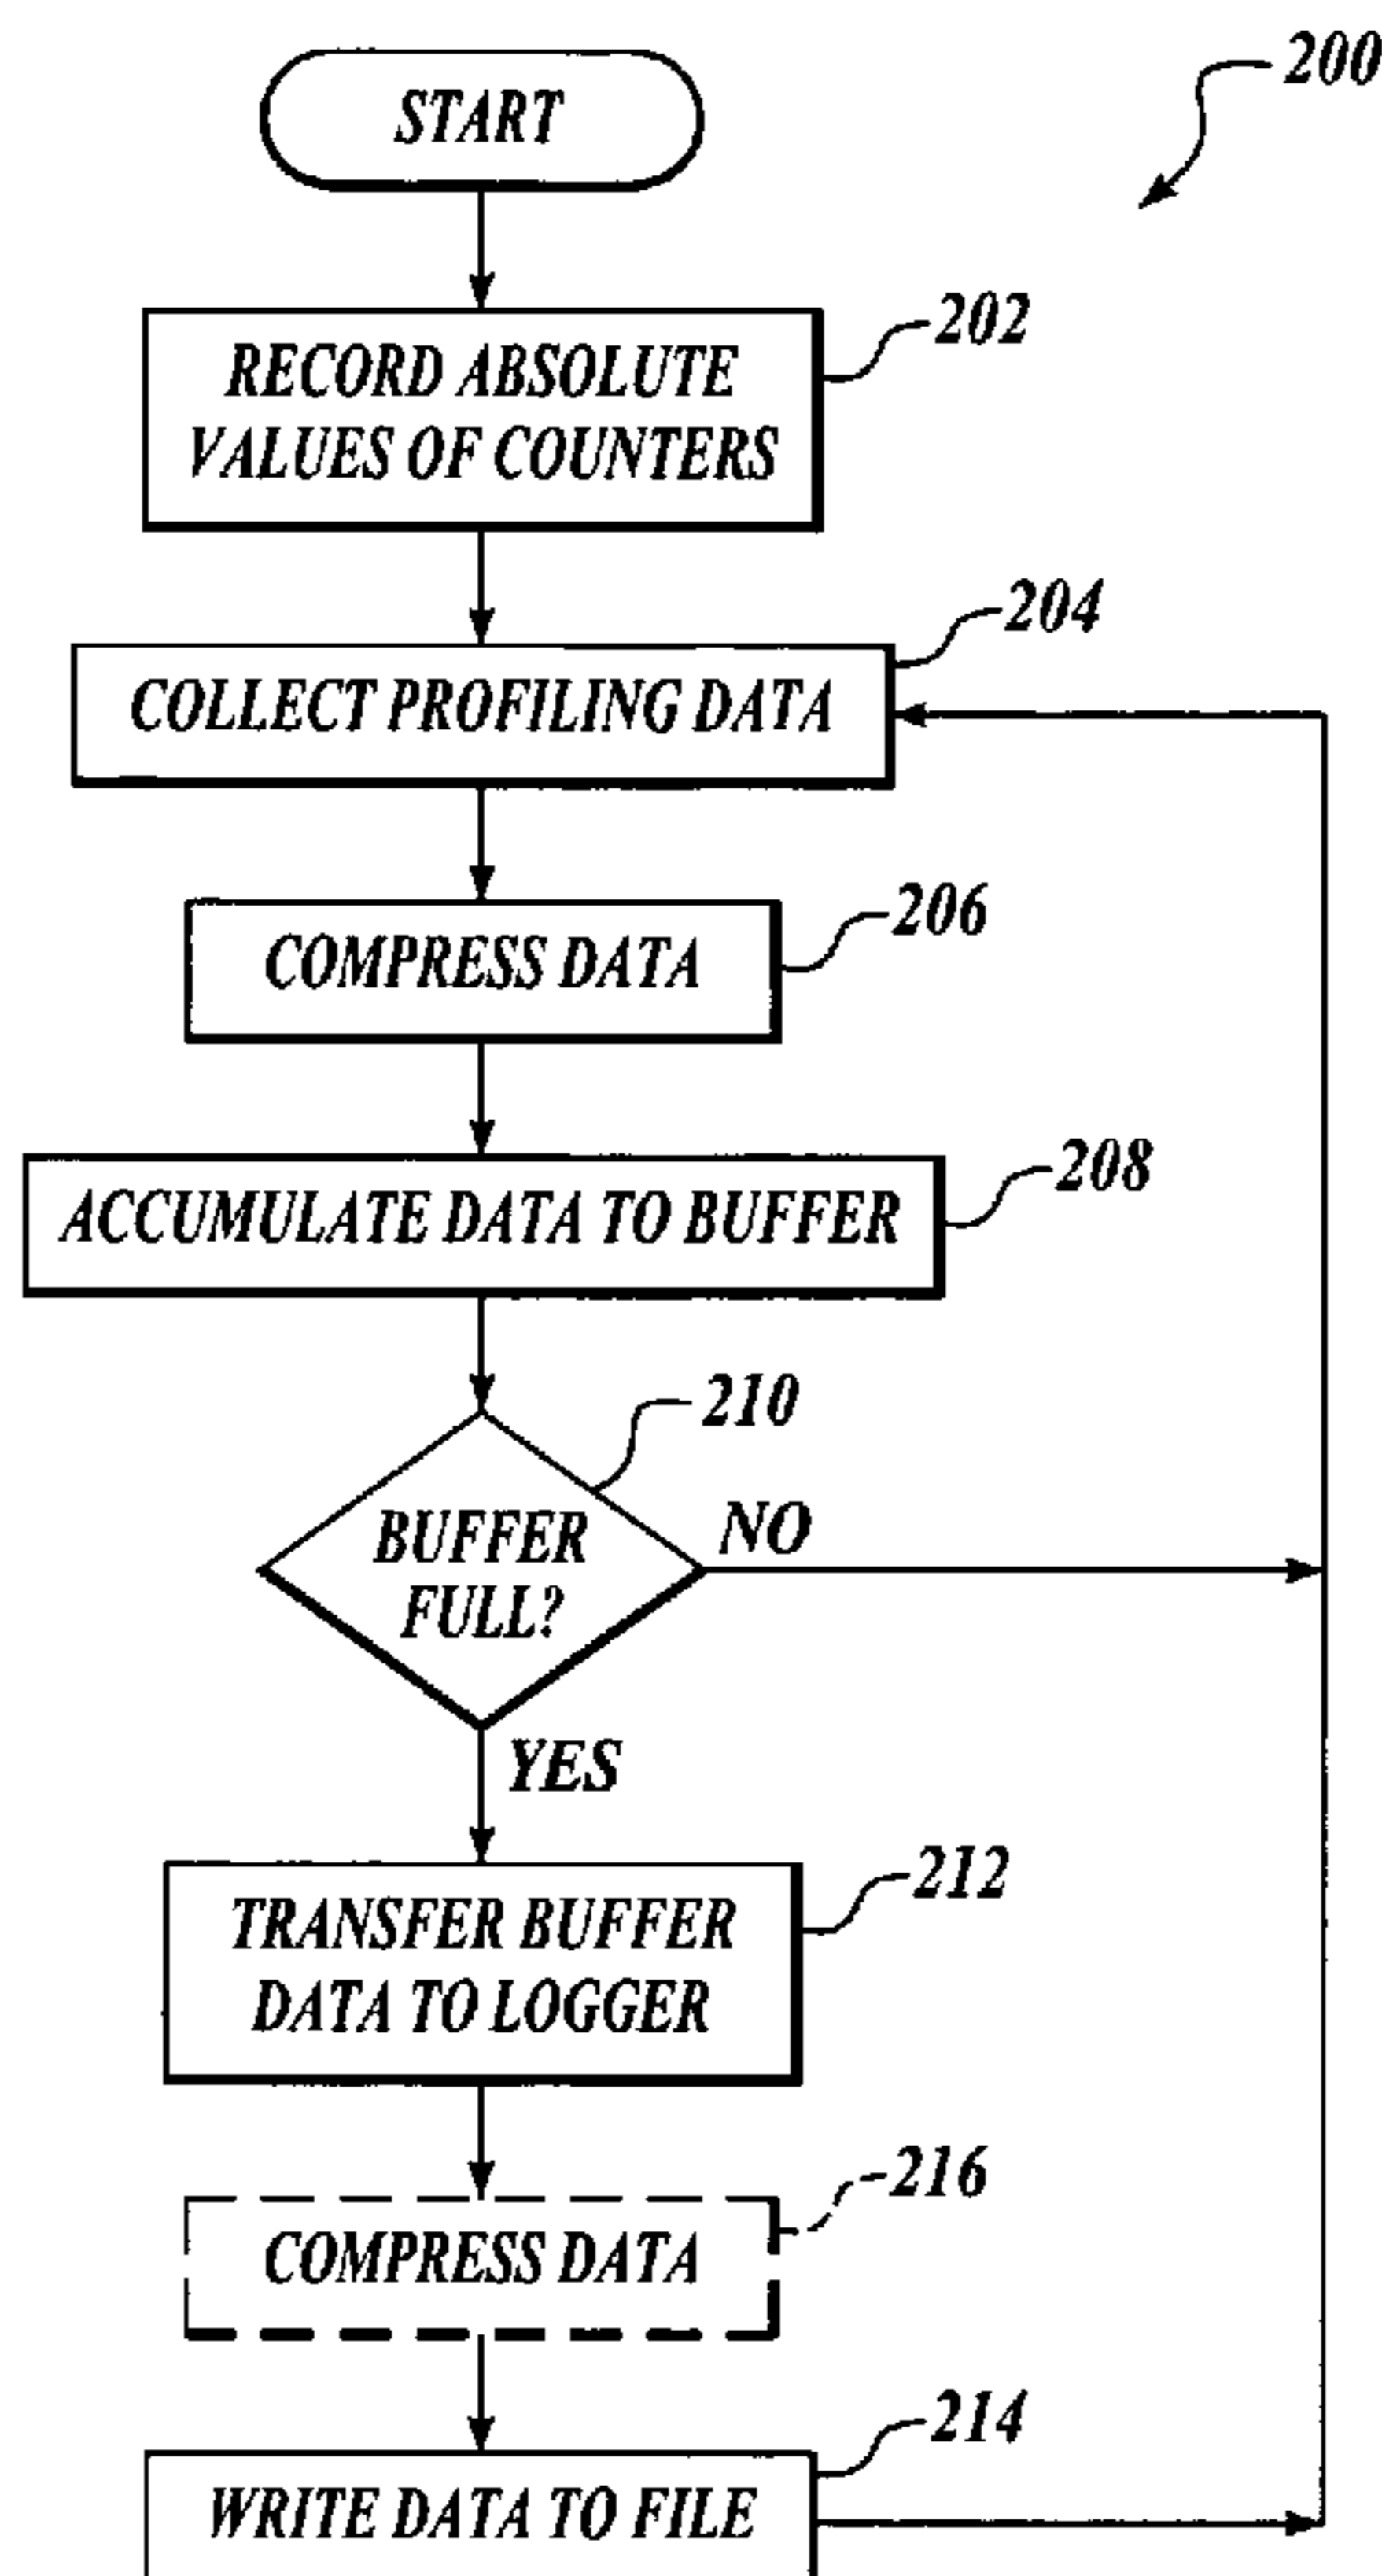 START
200
RECORD ABSOLUTE
VALUES OF COUNTERS
202
COLLECT PROFILING DATA
204
COMPRESS DATA
206
ACCUMULATE DATA TO BUFFER
208
BUFFER
FULL?
210
NO
YES
TRANSFER BUFFER
DATA TO LOGGER
212
COMPRESS DATA
216
WRITE DATA TO FILE
214